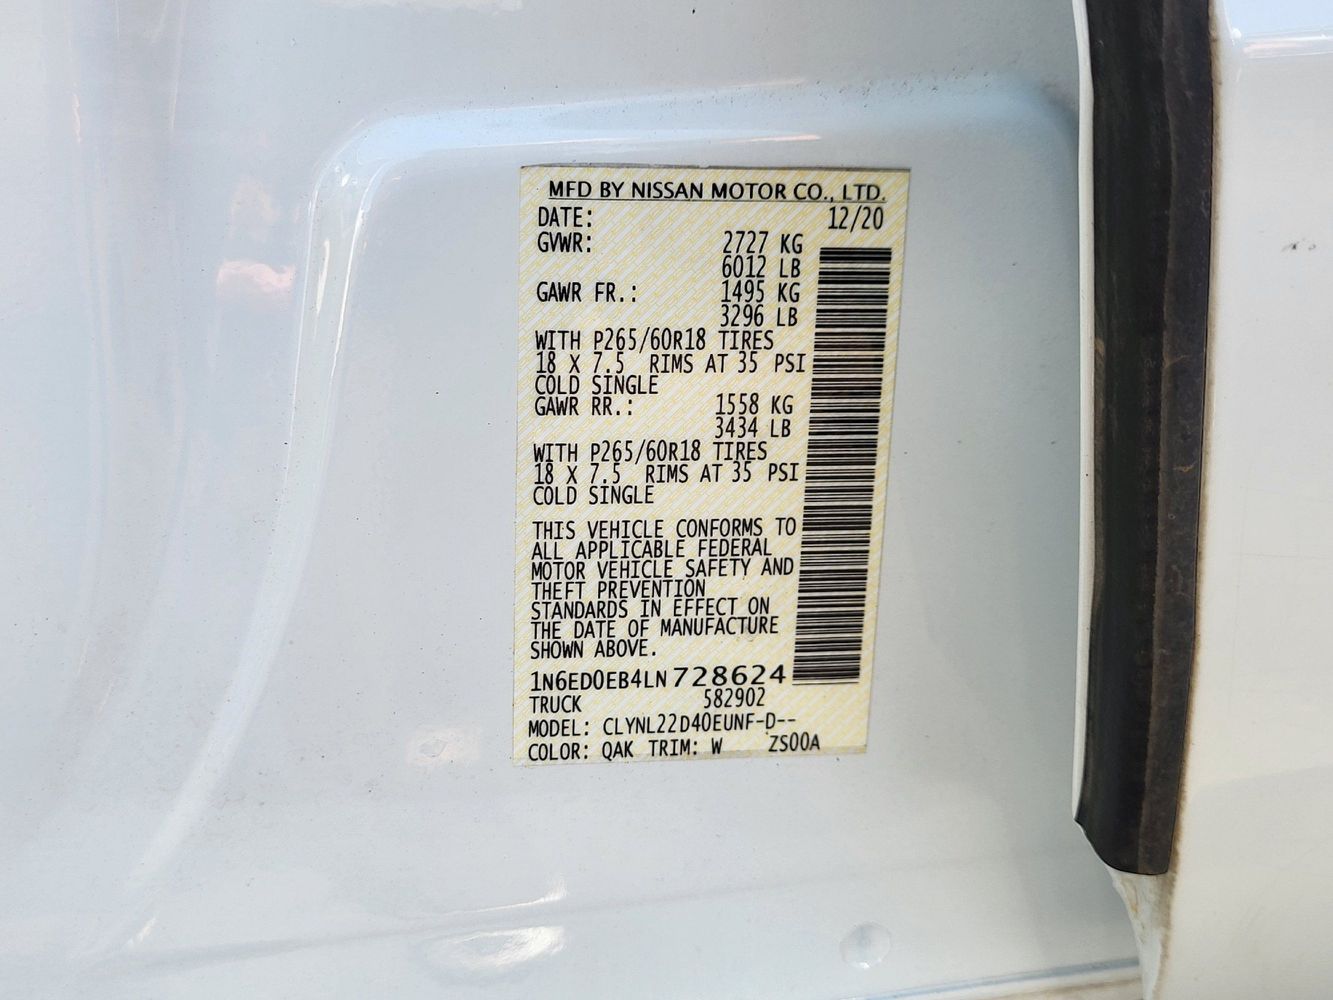 MFD BY NISSAN MOTOR CO., LTD.
DATE: 12/20
GVWR: 2727 KG
6012 LB
GAWR FR.: 1495 KG
3296 LB
WITH P265/60R18 TIRES
18 X 7.5 RIMS AT 35 PSI
COLD SINGLE
GAWR RR.: 1558 KG
3434 LB
WITH P265/60R18 TIRES
18 X 7.5 RIMS AT 35 PSI
COLD SINGLE
THIS VEHICLE CONFORMS TO
ALL APPLICABLE FEDERAL
MOTOR VEHICLE SAFETY AND
THEFT PREVENTION
STANDARDS IN EFFECT ON
THE DATE OF MANUFACTURE
SHOWN ABOVE.
1N6ED0EB4LN728624
TRUCK 582902
MODEL: CLYNL22D40EUNF-D--
COLOR: QAK TRIM: W ZS00A